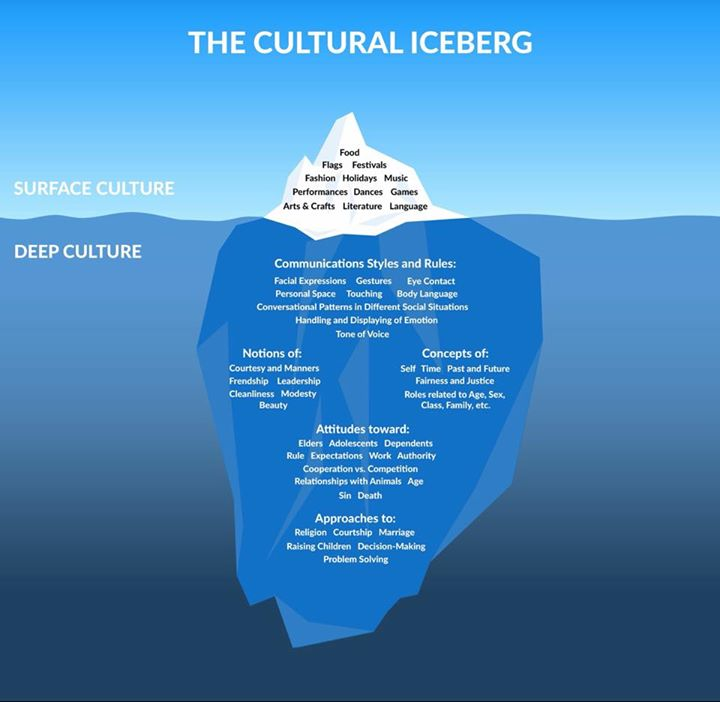 THE CULTURAL ICEBERG
SURFACE CULTURE
Food
Flags Festivals
Fashion Holidays Music
Performances Dances Games
Arts & Crafts Literature Language
DEEP CULTURE
Communications Styles and Rules:
Facial Expressions Gestures Eye Contact
Personal Space Touching Body Language
Conversational Patterns in Different Social Situations
Handling and Displaying of Emotion
Tone of Voice
Notions of:
Courtesy and Manners
Frendship Leadership
Cleanliness Modesty
Beauty
Concepts of:
Self Time Past and Future
Fairness and Justice
Roles related to Age, Sex,
Class, Family, etc.
Attitudes toward:
Elders Adolescents Dependents
Rule Expectations Work Authority
Cooperation vs. Competition
Relationships with Animals Age
Sin Death
Approaches to:
Religion Courtship Marriage
Raising Children Decision-Making
Problem Solving